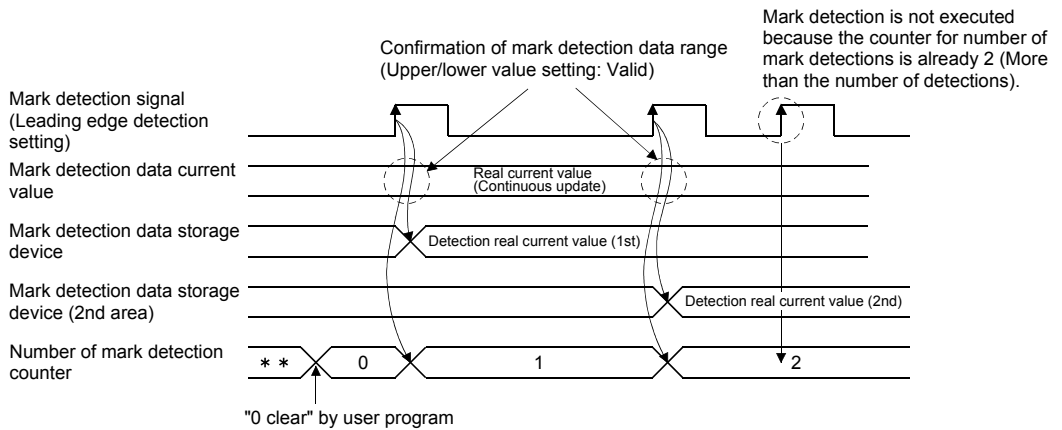 Mark detection is not executed
because the counter for number of
mark detections is already 2 (More
than the number of detections).
Confirmation of mark detection data range
(Upper/lower value setting: Valid)
Mark detection signal
(Leading edge detection
setting)
Mark detection data current
value
Real current value
(Continuous update)
Mark detection data storage
device
Detection real current value (1st)
Mark detection data storage
device (2nd area)
Detection real current value (2nd)
Number of mark detection
counter
＊＊ 0 1 2
"0 clear" by user program